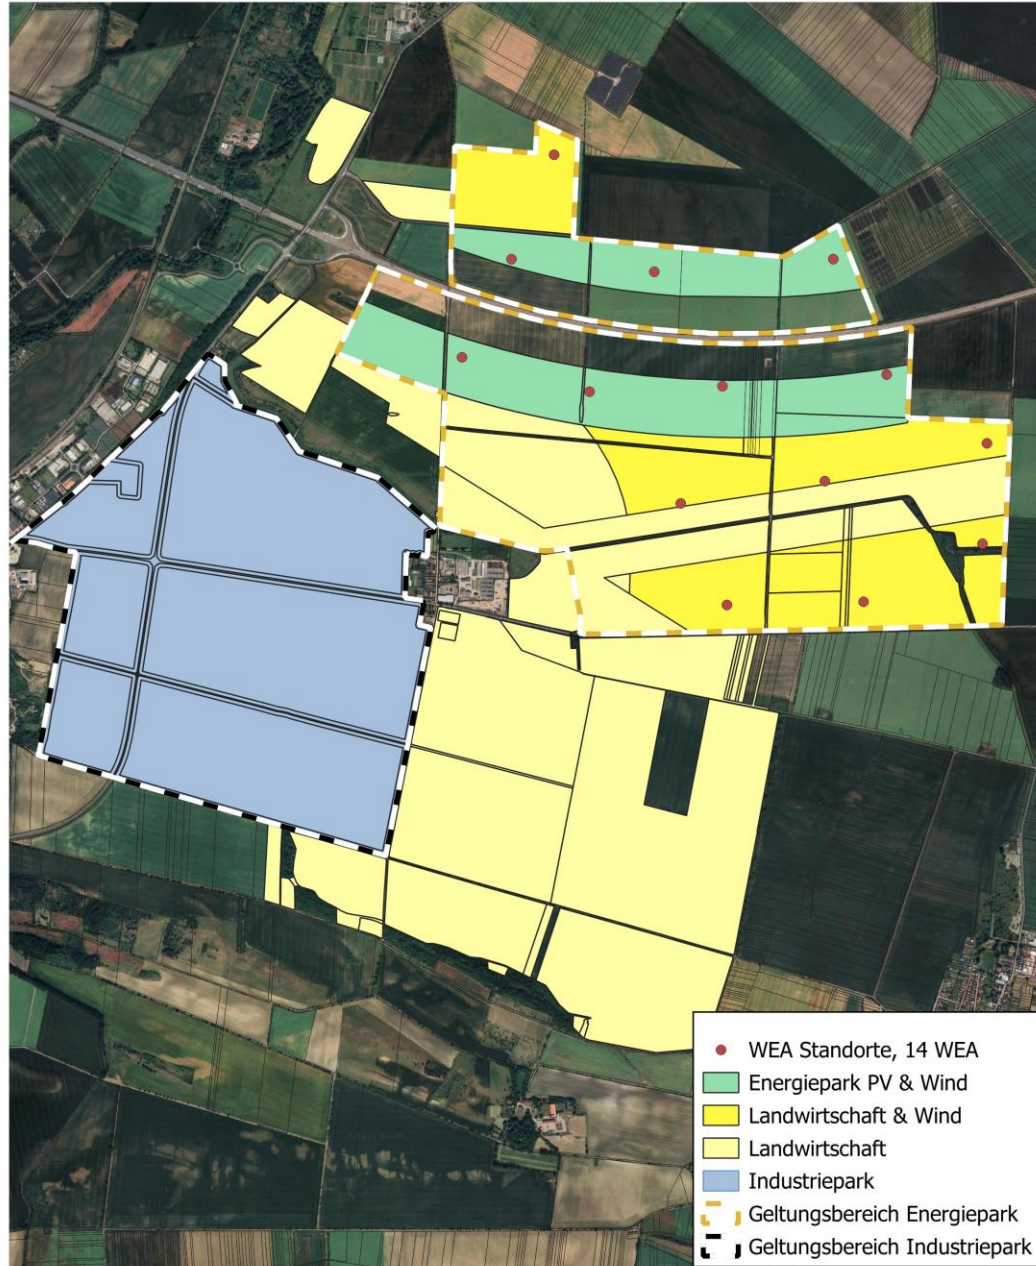 WEA Standorte, 14 WEA
Energiepark PV & Wind
Landwirtschaft & Wind
Landwirtschaft
Industriepark
Geltungsbereich Energiepark
Geltungsbereich Industriepark